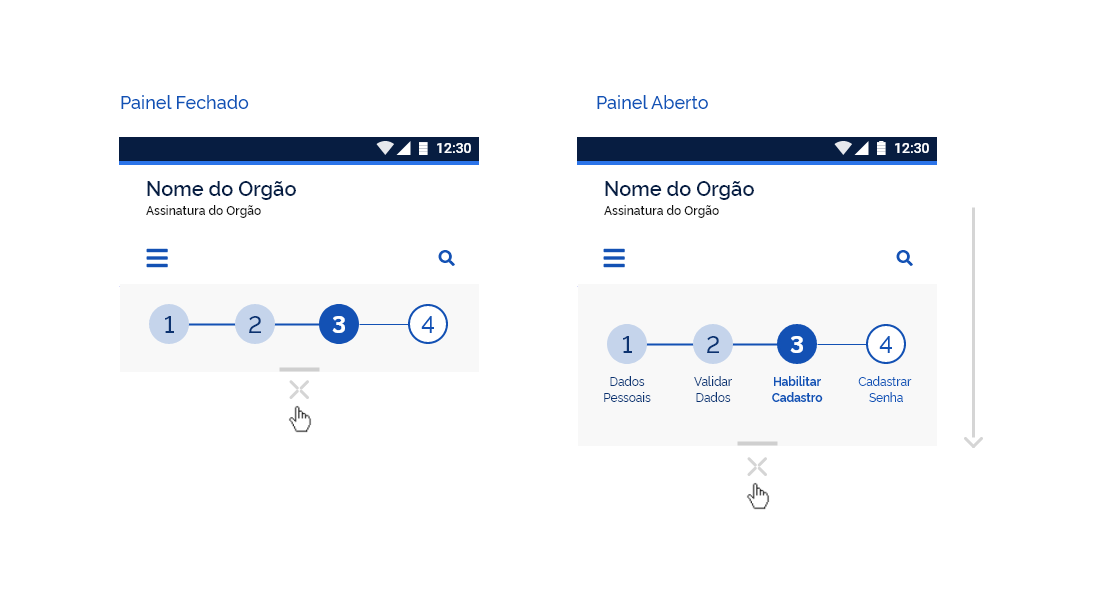 Painel Fechado
12:30
Nome do Orgão
Assinatura do Orgão
1 2 3 4
Painel Aberto
12:30
Nome do Orgão
Assinatura do Orgão
1 2 3 4
Dados Pessoais
Validar Dados
Habilitar Cadastro
Cadastrar Senha